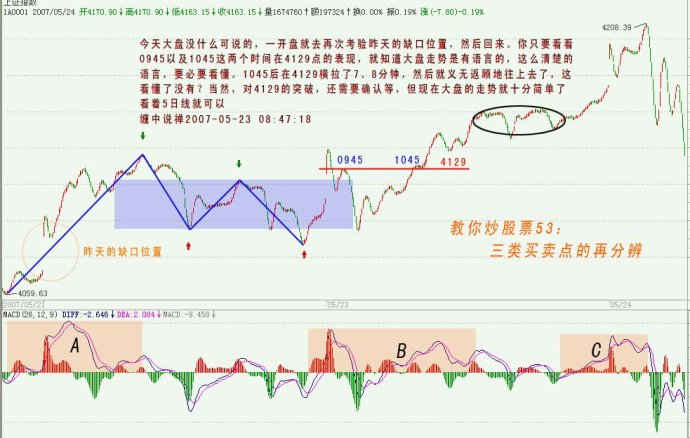 上证指数
1A0001 2007/05/24 开4170.90↓高4170.90↓低4163.15↓收4163.15↓量1674760↑额197324↑换0.00% 振0.19% 涨(-7.80)-0.19%
4208.39
今天大盘没什么可说的，一开盘就去再次考验昨天的缺口位置，然后回来。你只要看看
0945以及1045这两个时间在4129点的表现，就知道大盘走势是有语言的，这么清楚的
语言，要必要看懂。1045后在4129横拉了7、8分钟，然后就义无返顾地往上去了，这
看懂了没有？当然，对4129的突破，还需要确认等，但现在大盘的走势就十分简单了
看着5日线就可以
缠中说禅2007-05-23 08:47:18
0945
1045
4129
昨天的缺口位置
教你炒股票53：
三类买卖点的再分辨
4059.63
2007/05/21
05/23
05/24
MACD(26,12,9) DIFF:-2.646↓ DEA:2.084↓ MACD:-9.458↓
A
B
C